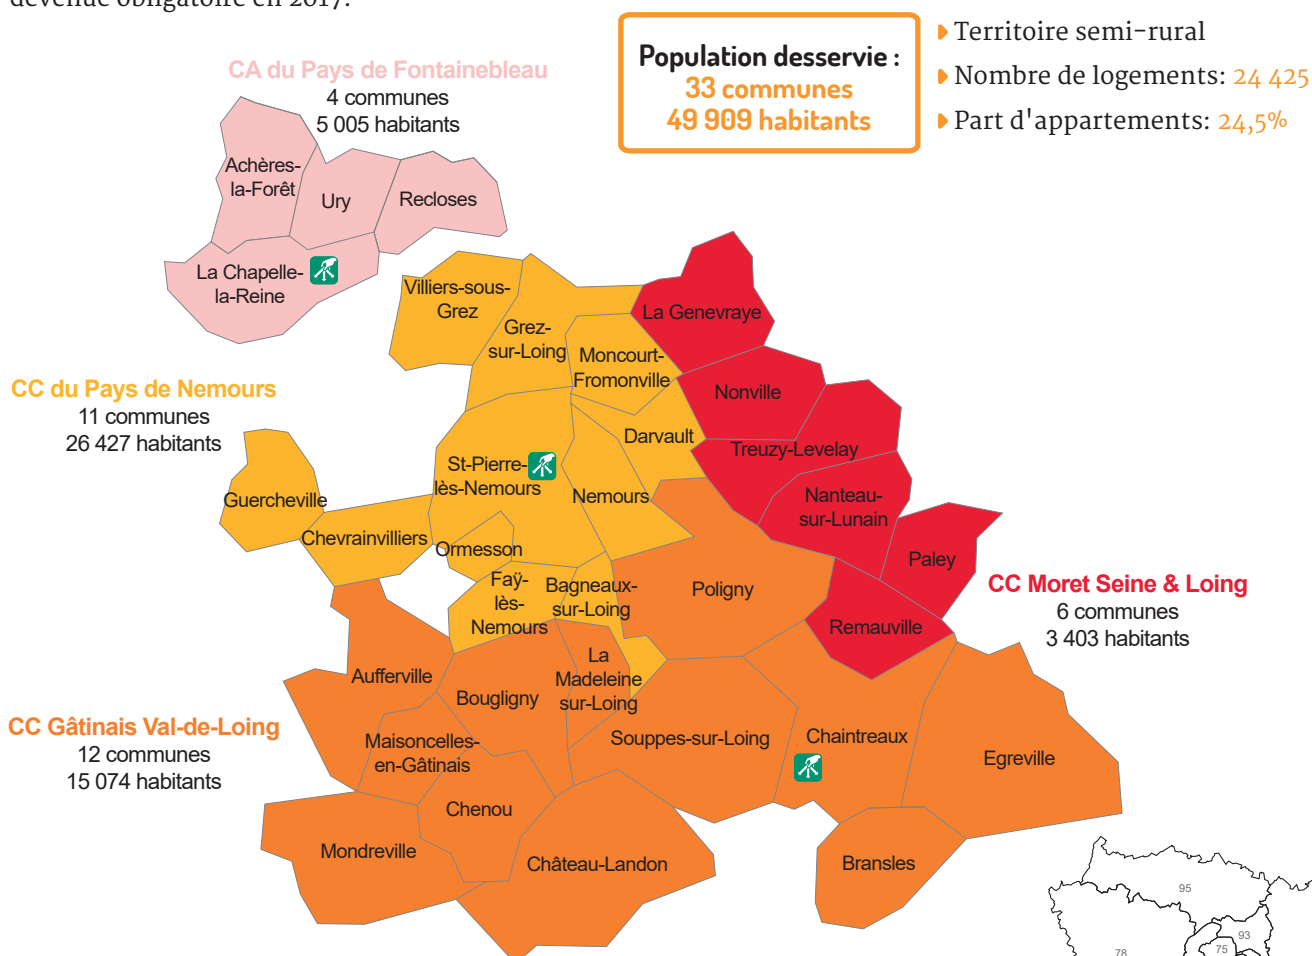 devenue obligatoire en 2017.
Population desservie :
33 communes
49 909 habitants
Territoire semi-rural
Nombre de logements: 24 425
Part d'appartements: 24,5%
CA du Pays de Fontainebleau
4 communes
5 005 habitants
Achères-
la-Forêt
Ury
Recloses
La Chapelle-
la-Reine
Villiers-sous-
Grez
Grez-
sur-Loing
Moncourt-
Fromonville
La Genevraye
Nonville
CC du Pays de Nemours
11 communes
26 427 habitants
Darvault
Treuzy-Levelay
St-Pierre-
lès-Nemours
Nemours
Nanteau-
sur-Lunain
Guercheville
Chevrainvilliers
Ormesson
Paley
Faÿ-
lès-
Nemours
Bagneaux-
sur-Loing
Poligny
CC Moret Seine & Loing
6 communes
3 403 habitants
Remauville
Aufferville
Bougligny
La
Madeleine
sur-Loing
CC Gâtinais Val-de-Loing
12 communes
15 074 habitants
Maisoncelles-
en-Gâtinais
Souppes-sur-Loing
Chaintreaux
Egreville
Chenou
Mondreville
Château-Landon
Bransles
95
93
75
78